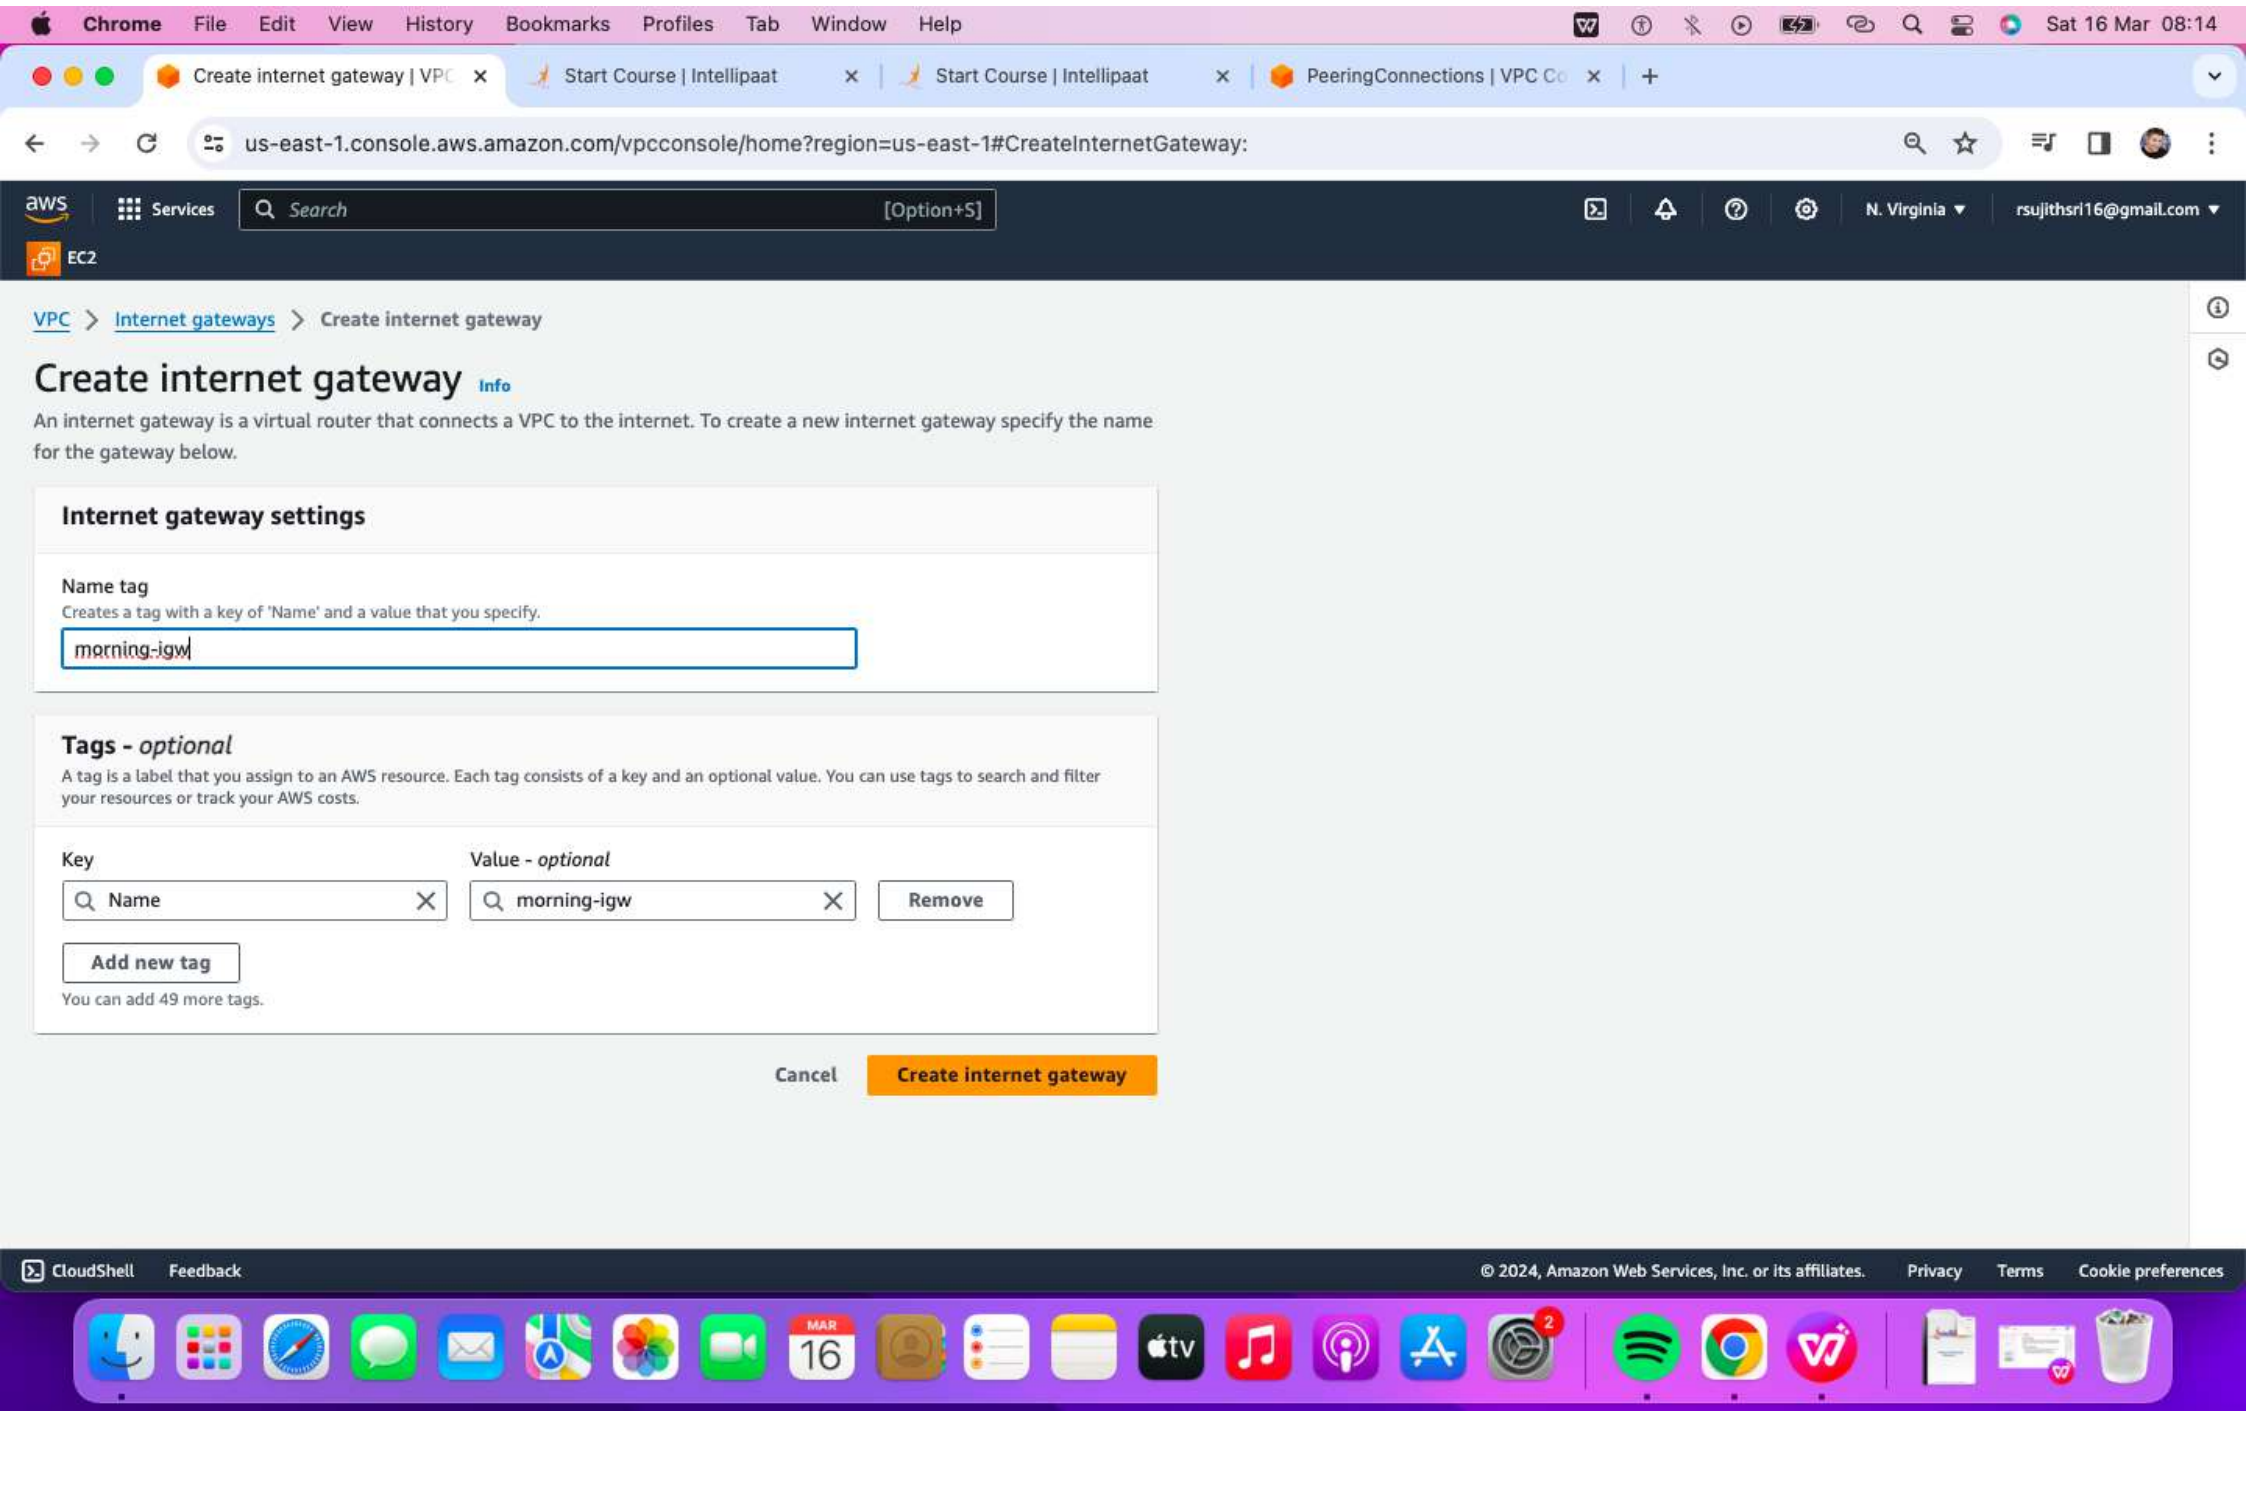 Chrome File Edit View History Bookmarks Profiles Tab Window Help Sat 16 Mar 08:14
Create internet gateway | VPC Start Course | Intellipaat Start Course | Intellipaat PeeringConnections | VPC Co
us-east-1.console.aws.amazon.com/vpcconsole/home?region=us-east-1#CreateInternetGateway:
aws Services Search [Option+S] N. Virginia rsujithsri16@gmail.com
EC2
VPC > Internet gateways > Create internet gateway
Create internet gateway Info
An internet gateway is a virtual router that connects a VPC to the internet. To create a new internet gateway specify the name
for the gateway below.
Internet gateway settings
Name tag
Creates a tag with a key of 'Name' and a value that you specify.
morning-igw
Tags - optional
A tag is a label that you assign to an AWS resource. Each tag consists of a key and an optional value. You can use tags to search and filter
your resources or track your AWS costs.
Key Value - optional
Name morning-igw Remove
Add new tag
You can add 49 more tags.
Cancel Create internet gateway
CloudShell Feedback © 2024, Amazon Web Services, Inc. or its affiliates. Privacy Terms Cookie preferences
MAR
16
tv
2